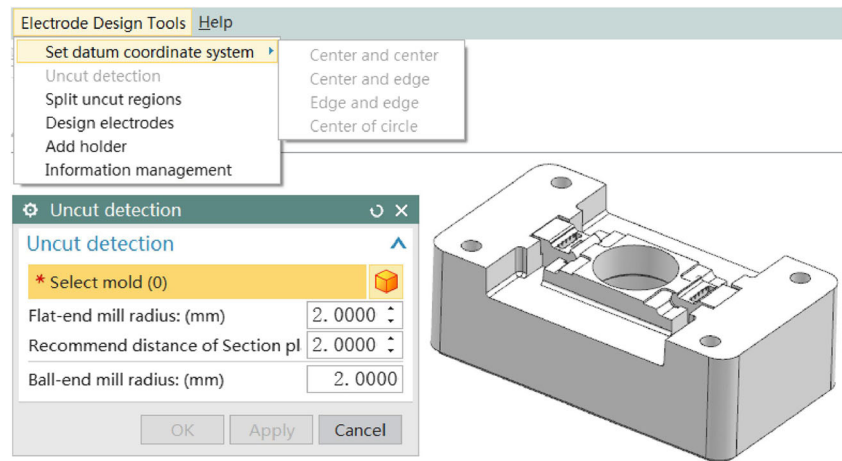 Electrode Design Tools Help
Set datum coordinate system
Uncut detection
Split uncut regions
Design electrodes
Add holder
Information management
Center and center
Center and edge
Edge and edge
Center of circle
Uncut detection
Uncut detection
* Select mold (0)
Flat-end mill radius: (mm) 2.0000
Recommend distance of Section pl 2.0000
Ball-end mill radius: (mm) 2.0000
OK Apply Cancel